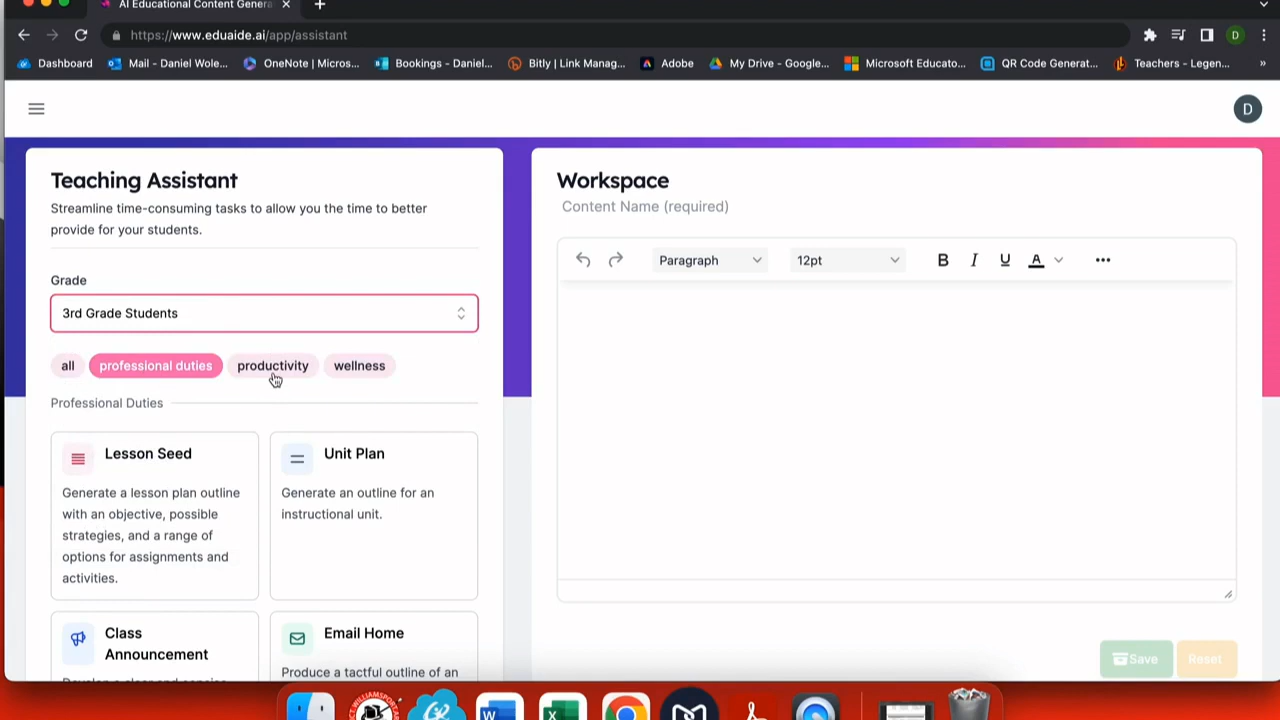 AI Educational Content Genera
https://www.eduaide.ai/app/assistant
D
Dashboard
Mail - Daniel Wole...
OneNote | Micros...
Bookings - Daniel...
Bitly | Link Manag...
Adobe
My Drive - Google...
Microsoft Educato...
QR Code Generat...
Teachers - Legen...
»
D
Teaching Assistant
Streamline time-consuming tasks to allow you the time to better
provide for your students.
Grade
3rd Grade Students
all
professional duties
productivity
wellness
Professional Duties
Lesson Seed
Generate a lesson plan outline
with an objective, possible
strategies, and a range of
options for assignments and
activities.
Unit Plan
Generate an outline for an
instructional unit.
Class
Announcement
Email Home
Produce a tactful outline of an
Workspace
Content Name (required)
Paragraph
12pt
B I U A
Save
Reset